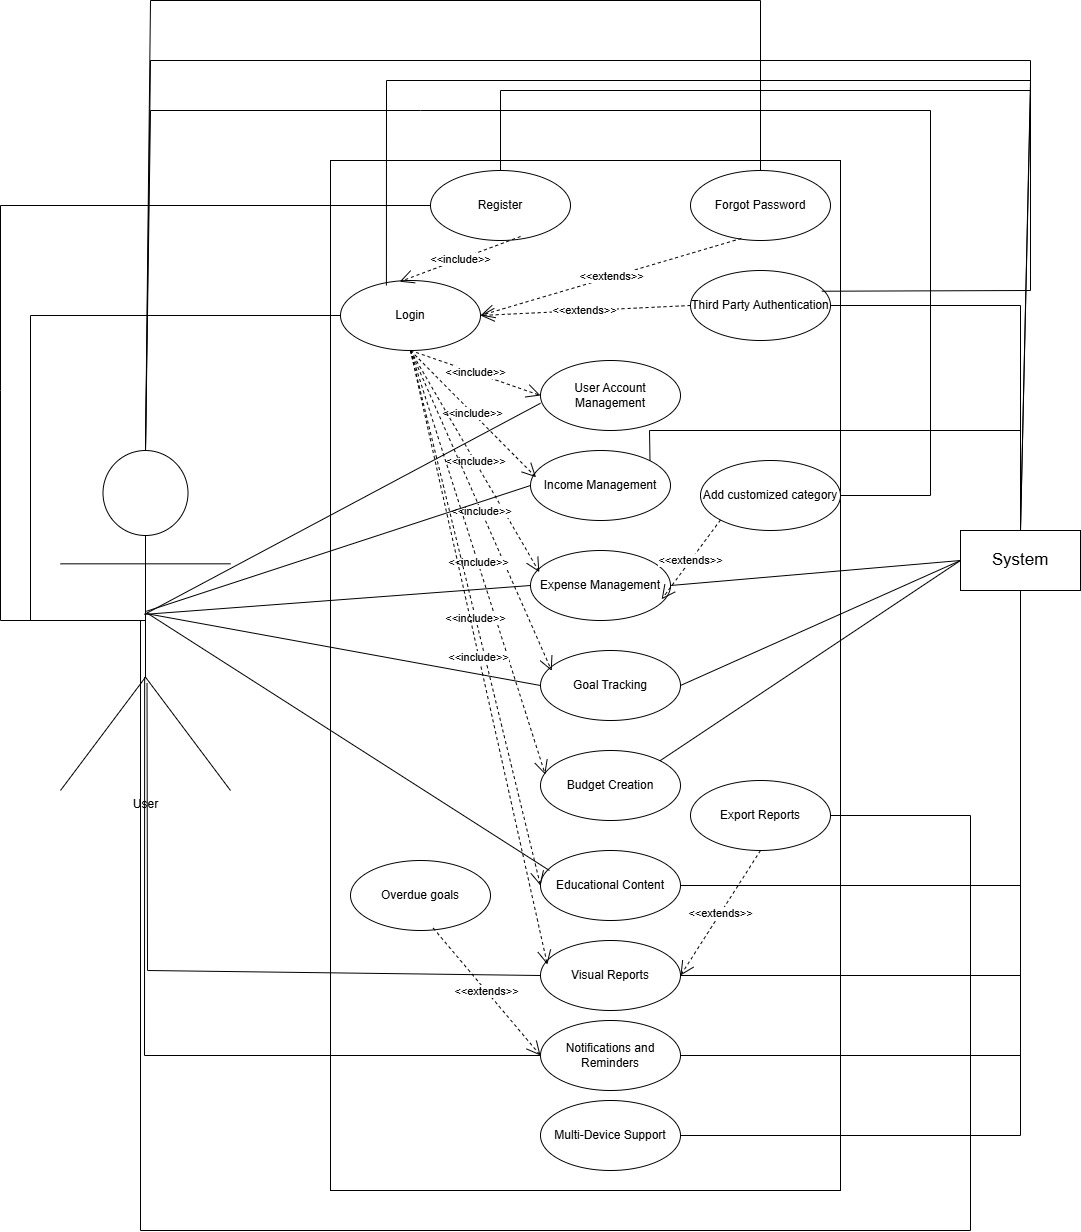 Register
Forgot Password
<<include>>
<<extends>>
Third Party Authentication
<<extends>>
Login
<<include>>
User Account
Management
<<include>>
<<include>>
Income Management
Add customized category
<<include>>
<<extends>>
System
<<include>>
Expense Management
<<include>>
<<include>>
Goal Tracking
Budget Creation
User
Export Reports
Educational Content
Overdue goals
<<extends>>
Visual Reports
<<extends>>
Notifications and
Reminders
Multi-Device Support